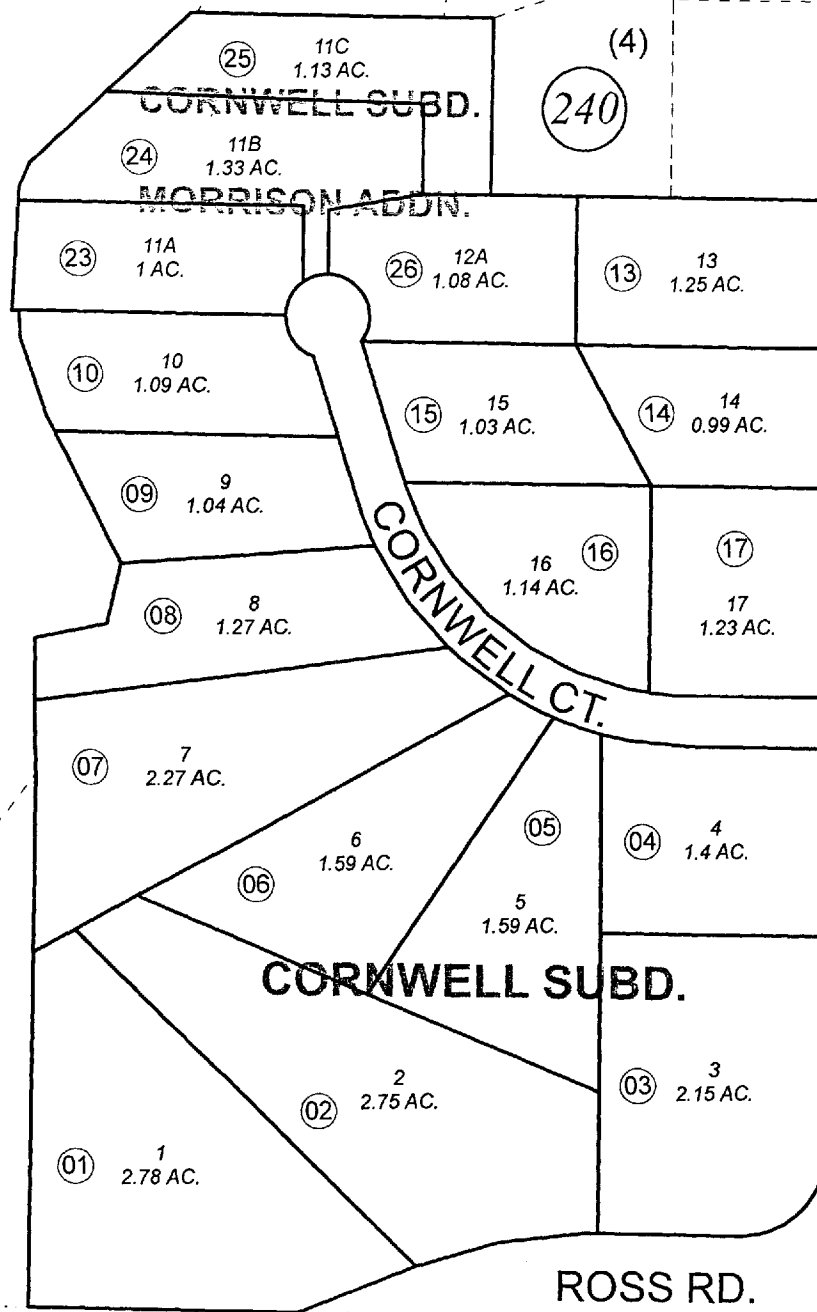 (4)
240
25
11C
1.13 AC.
CORNWELL SUBD.
24
11B
1.33 AC.
MORRISON ADDN.
23
11A
1 AC.
26
12A
1.08 AC.
13
13
1.25 AC.
10
10
1.09 AC.
15
15
1.03 AC.
14
14
0.99 AC.
09
9
1.04 AC.
CORNWELL CT.
16
1.14 AC.
16
17
17
1.23 AC.
08
8
1.27 AC.
07
7
2.27 AC.
06
6
1.59 AC.
05
5
1.59 AC.
04
4
1.4 AC.
CORNWELL SUBD.
03
3
2.15 AC.
02
2
2.75 AC.
01
1
2.78 AC.
ROSS RD.